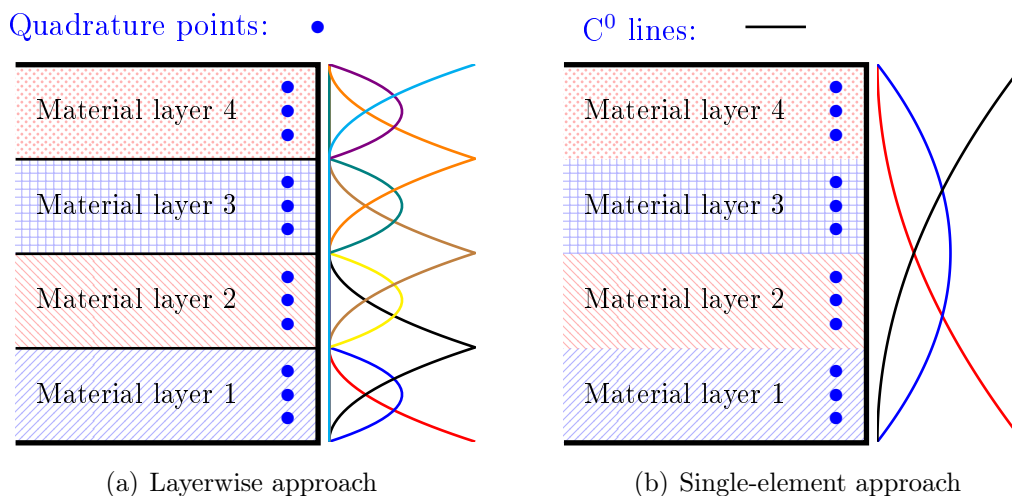 Quadrature points:
C⁰ lines:
Material layer 4
Material layer 3
Material layer 2
Material layer 1
Material layer 4
Material layer 3
Material layer 2
Material layer 1
(a) Layerwise approach
(b) Single-element approach